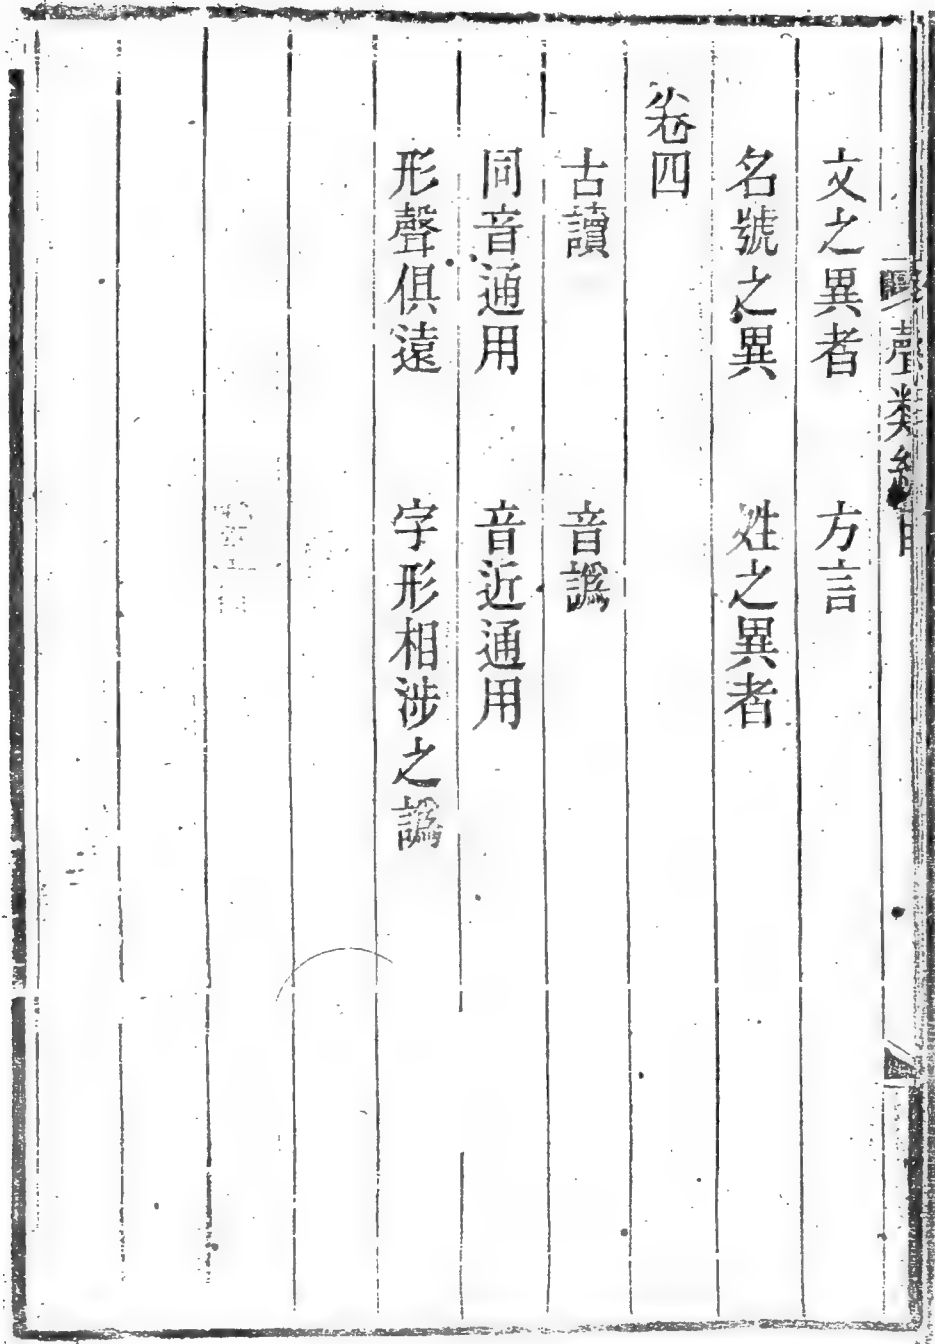 文之異者　方言
名號之異　姓之異者
卷四
古讀　音譌
同音通用　音近通用
形聲俱遠　字形相涉之譌
聲類